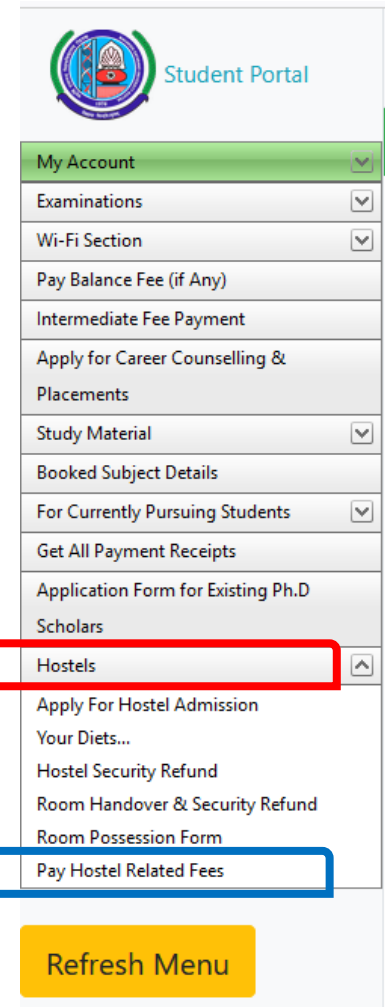 Student Portal
My Account
Examinations
Wi-Fi Section
Pay Balance Fee (if Any)
Intermediate Fee Payment
Apply for Career Counselling &
Placements
Study Material
Booked Subject Details
For Currently Pursuing Students
Get All Payment Receipts
Application Form for Existing Ph.D
Scholars
Hostels
Apply For Hostel Admission
Your Diets...
Hostel Security Refund
Room Handover & Security Refund
Room Possession Form
Pay Hostel Related Fees
Refresh Menu